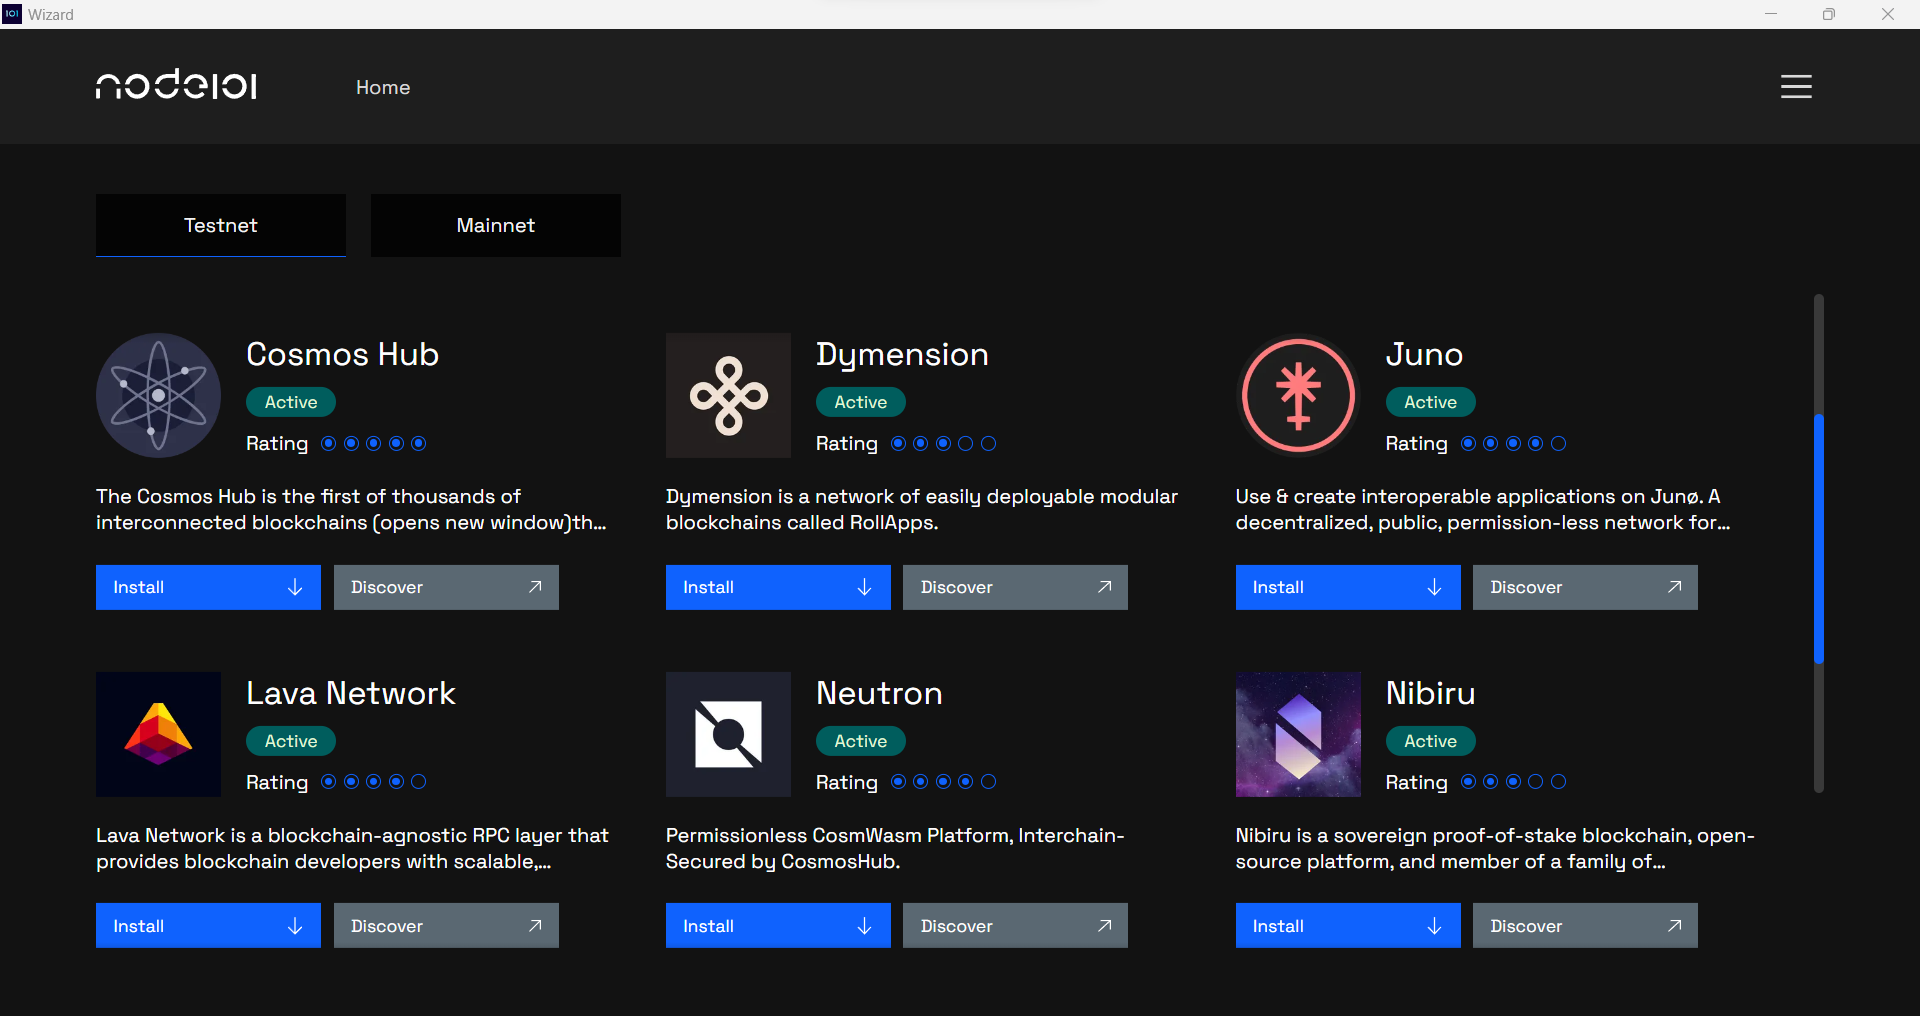 101 Wizard
node101
Home
Testnet
Mainnet
Cosmos Hub
Active
Rating
The Cosmos Hub is the first of thousands of
interconnected blockchains (opens new window)th...
Install
Discover
Dymension
Active
Rating
Dymension is a network of easily deployable modular
blockchains called RollApps.
Install
Discover
Juno
Active
Rating
Use & create interoperable applications on Junø. A
decentralized, public, permission-less network for...
Install
Discover
Lava Network
Active
Rating
Lava Network is a blockchain-agnostic RPC layer that
provides blockchain developers with scalable,...
Install
Discover
Neutron
Active
Rating
Permissionless CosmWasm Platform, Interchain-
Secured by CosmosHub.
Install
Discover
Nibiru
Active
Rating
Nibiru is a sovereign proof-of-stake blockchain, open-
source platform, and member of a family of...
Install
Discover